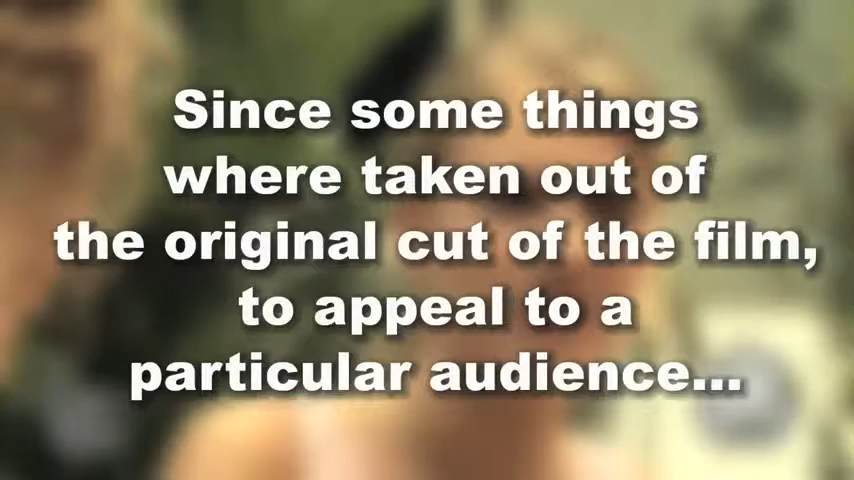 Since some things
where taken out of
the original cut of the film,
to appeal to a
particular audience...